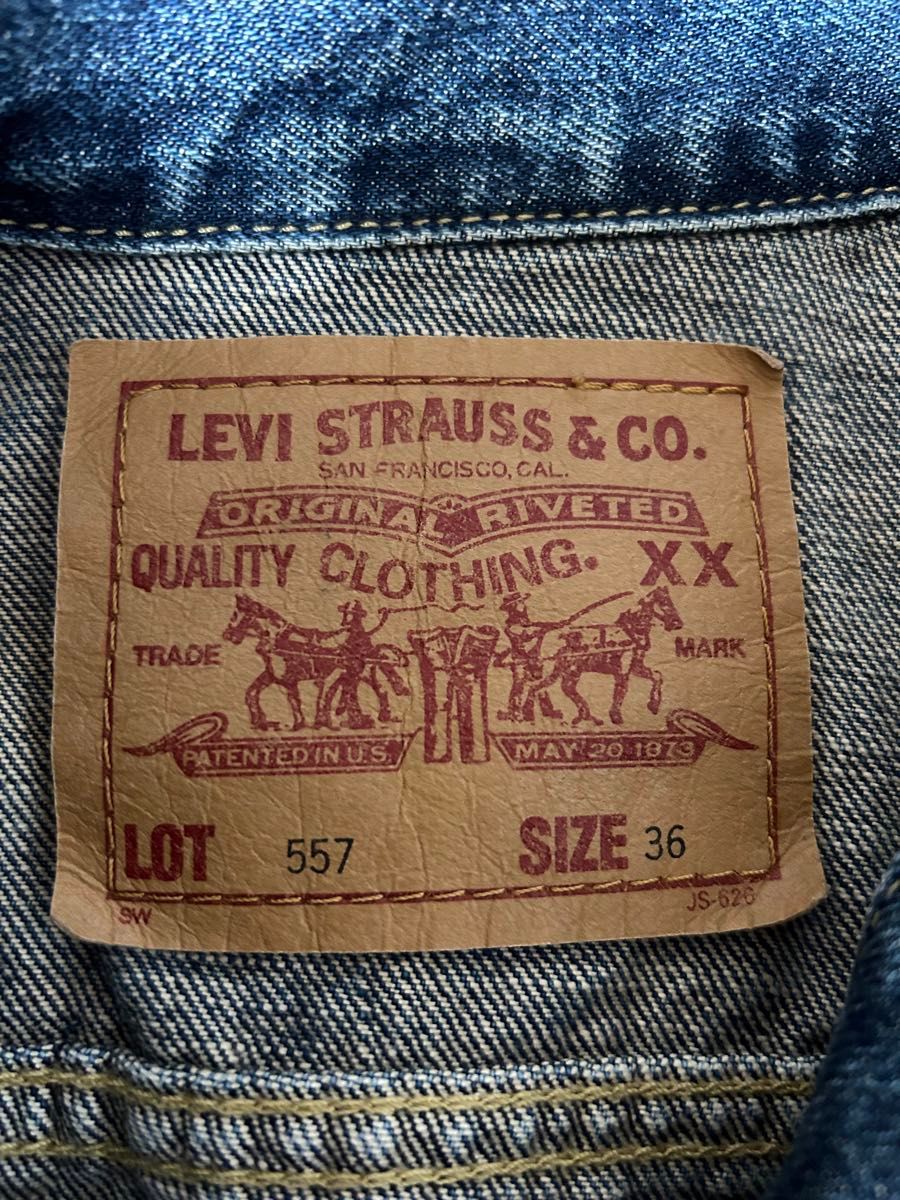 LEVI STRAUSS & CO.
SAN FRANCISCO, CAL.
ORIGINAL RIVETED
QUALITY CLOTHING. XX
TRADE MARK
PATENTED IN U.S. MAY 20 1873
LOT 557 SIZE 36
SW JS-626